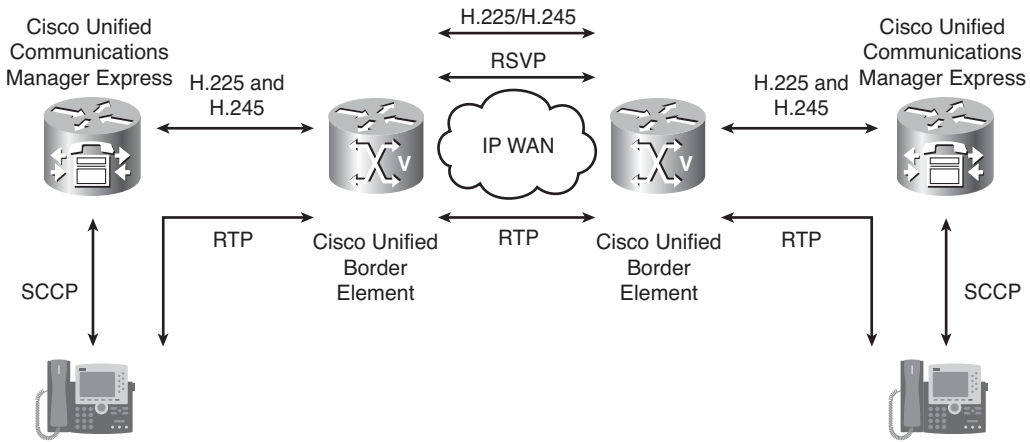 H.225/H.245
Cisco Unified
Communications
Manager Express
Cisco Unified
Communications
Manager Express
RSVP
H.225 and
H.245
H.225 and
H.245
IP WAN
V
V
RTP
RTP
RTP
Cisco Unified
Border
Element
Cisco Unified
Border
Element
SCCP
SCCP